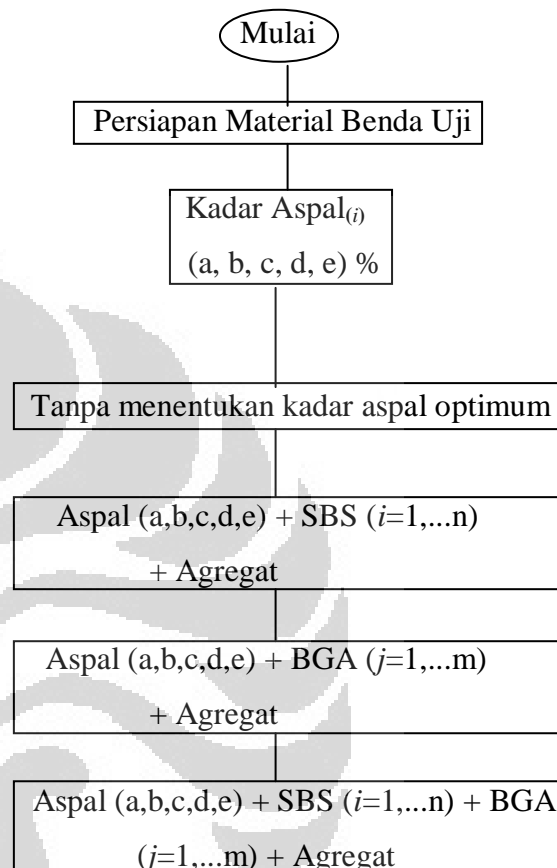 Mulai
Persiapan Material Benda Uji
Kadar Aspal(i)
(a, b, c, d, e) %
Tanpa menentukan kadar aspal optimum
Aspal (a,b,c,d,e) + SBS (i=1,...n)
+ Agregat
Aspal (a,b,c,d,e) + BGA (j=1,...m)
+ Agregat
Aspal (a,b,c,d,e) + SBS (i=1,...n) + BGA
(j=1,...m) + Agregat